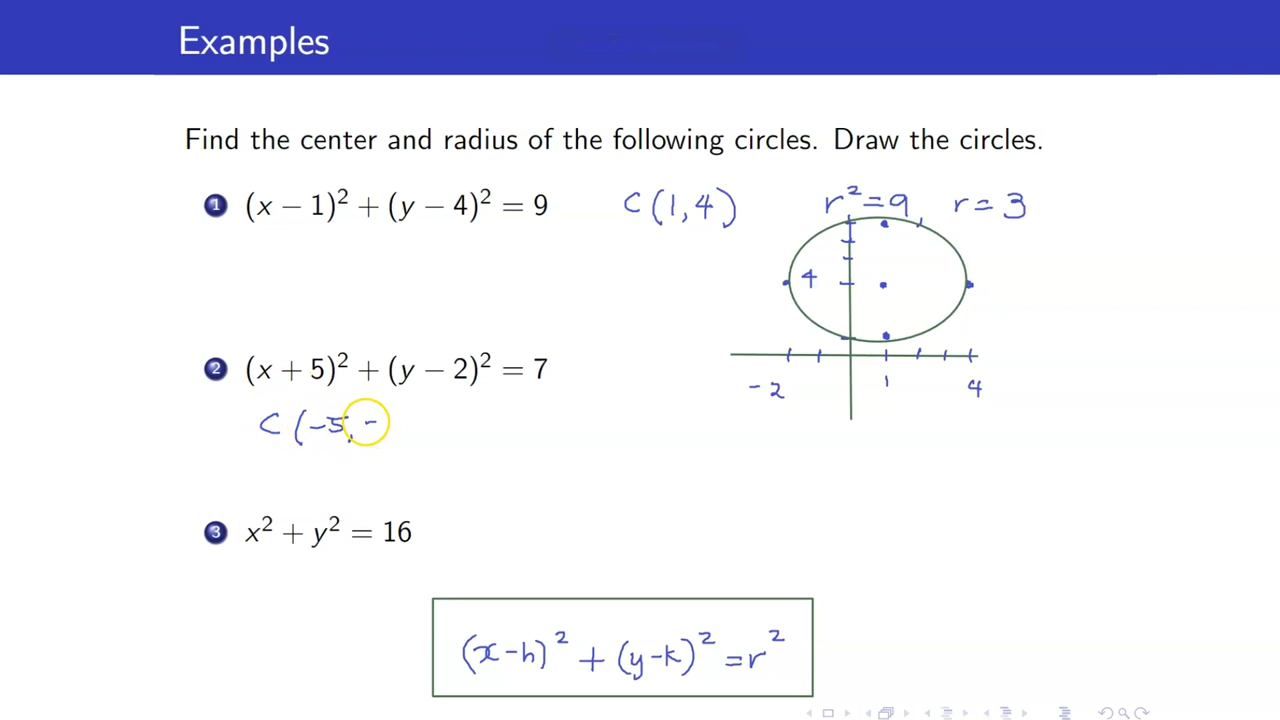 Examples
Find the center and radius of the following circles. Draw the circles.
1 (x − 1)² + (y − 4)² = 9 C (1, 4) r² = 9, r = 3
4
2 (x + 5)² + (y − 2)² = 7
-2 1 4
C (-5, -
3 x² + y² = 16
(x-h)² + (y-k)² = r²